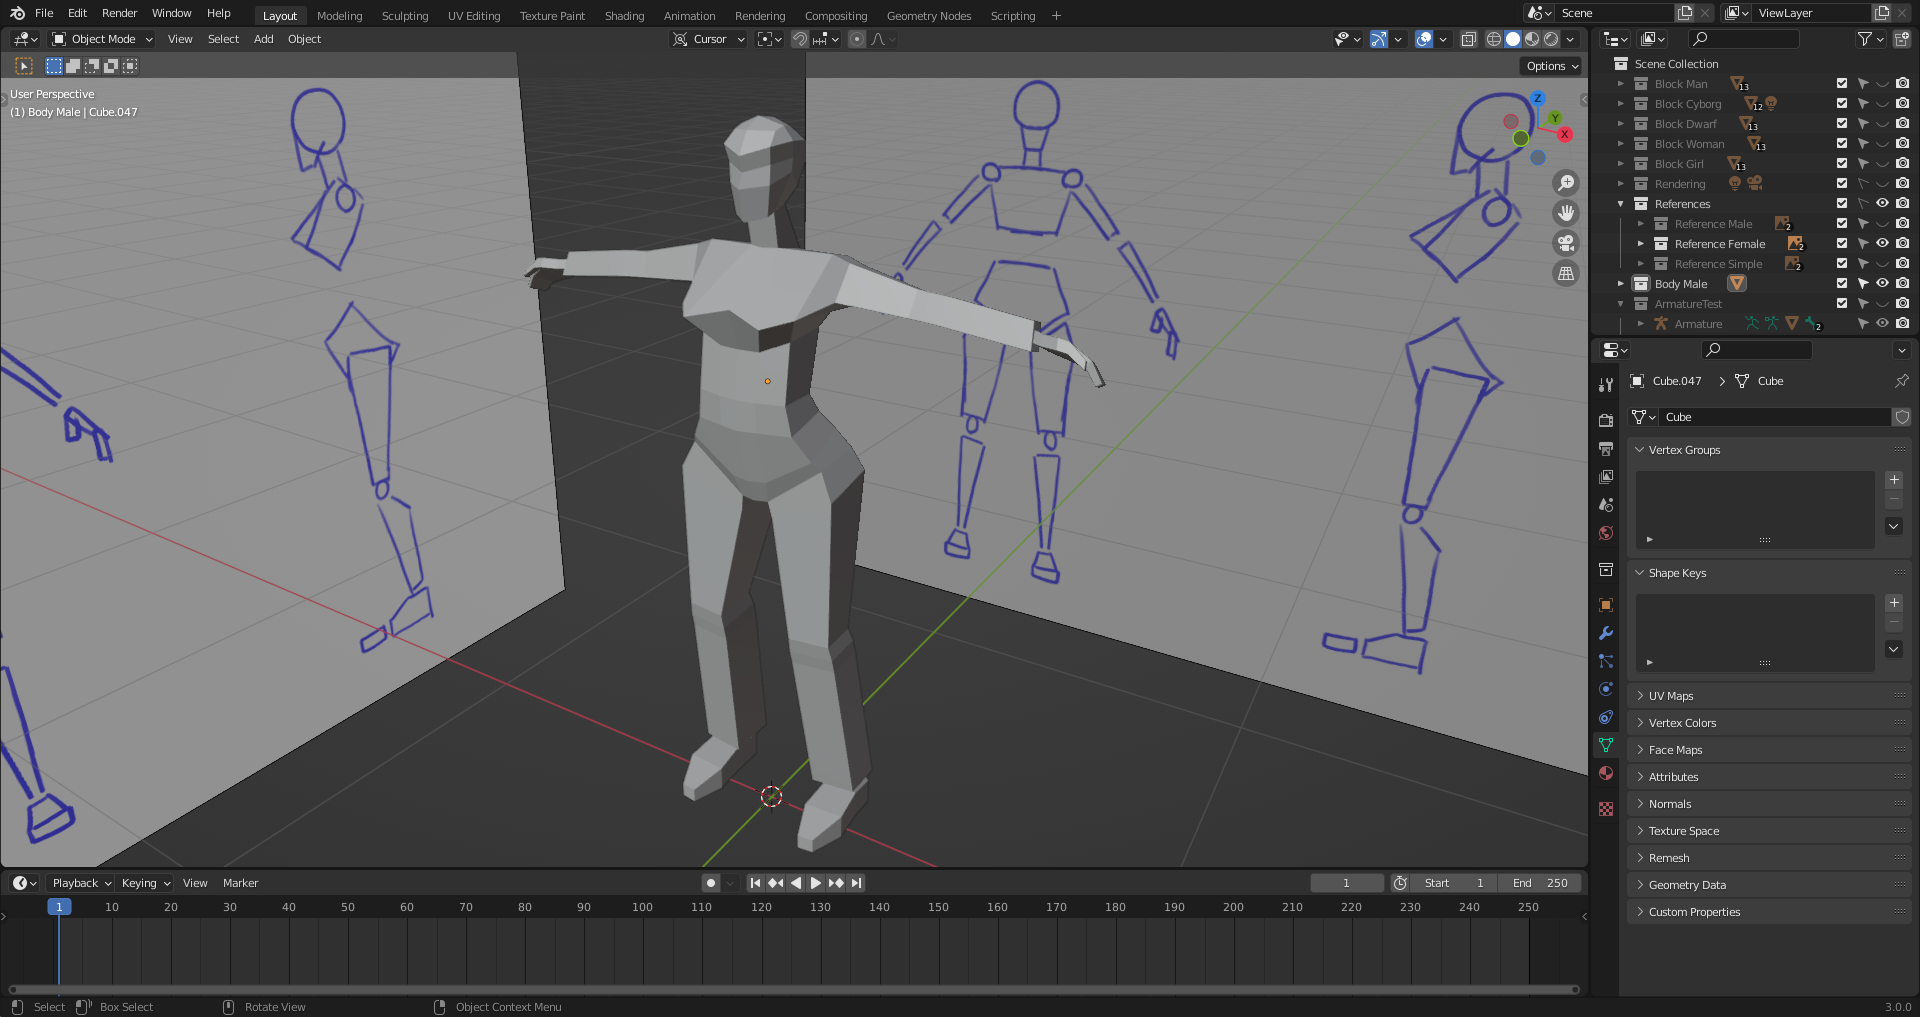 File Edit Render Window Help Layout Modeling Sculpting UV Editing Texture Paint Shading Animation Rendering Compositing Geometry Nodes Scripting + Scene ViewLayer
Object Mode View Select Add Object Cursor
Options
User Perspective
(1) Body Male | Cube.047
Z
Y
X
Scene Collection
Block Man 13
Block Cyborg 12
Block Dwarf 13
Block Woman 13
Block Girl 13
Rendering
References
Reference Male 2
Reference Female 2
Reference Simple 2
Body Male
ArmatureTest
Armature 2
Cube.047 Cube
Cube
Vertex Groups
Shape Keys
UV Maps
Vertex Colors
Face Maps
Attributes
Normals
Texture Space
Remesh
Geometry Data
Custom Properties
Playback Keying View Marker 1 Start 1 End 250
1 10 20 30 40 50 60 70 80 90 100 110 120 130 140 150 160 170 180 190 200 210 220 230 240 250
Select Box Select Rotate View Object Context Menu 3.0.0